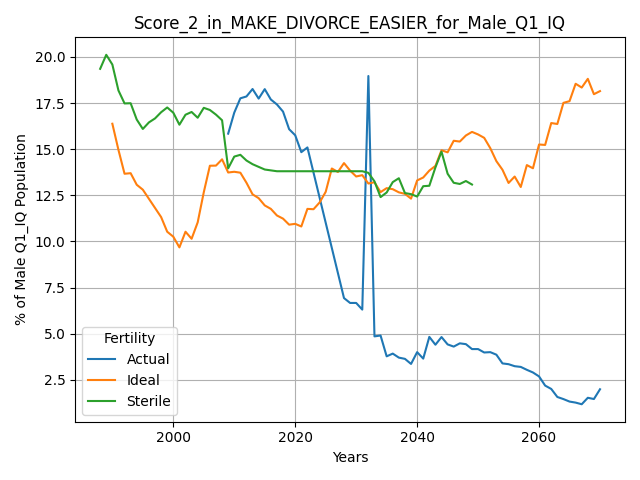 Score_2_in_MAKE_DIVORCE_EASIER_for_Male_Q1_IQ
% of Male Q1_IQ Population
20.0
17.5
15.0
12.5
10.0
7.5
5.0
2.5
Fertility
Actual
Ideal
Sterile
2000
2020
2040
2060
Years